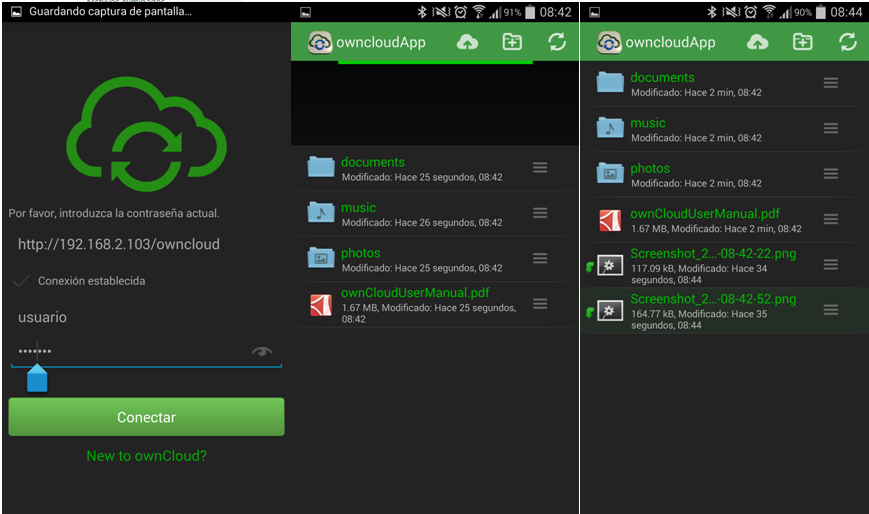 Archivos eliminados
Guardando captura de pantalla...
Por favor, introduzca la contraseña actual.
http://192.168.2.103/owncloud
Conexión establecida
usuario
•••••••
Conectar
New to ownCloud?
91% 08:42
owncloudApp
documents
Modificado: Hace 25 segundos, 08:42
music
Modificado: Hace 26 segundos, 08:42
photos
Modificado: Hace 25 segundos, 08:42
ownCloudUserManual.pdf
1.67 MB, Modificado: Hace 25 segundos,
08:42
90% 08:44
owncloudApp
documents
Modificado: Hace 2 min, 08:42
music
Modificado: Hace 2 min, 08:42
photos
Modificado: Hace 2 min, 08:42
ownCloudUserManual.pdf
1.67 MB, Modificado: Hace 2 min, 08:42
Screenshot_2...-08-42-22.png
117.09 kB, Modificado: Hace 34
segundos, 08:44
Screenshot_2...-08-42-52.png
164.77 kB, Modificado: Hace 35
segundos, 08:44